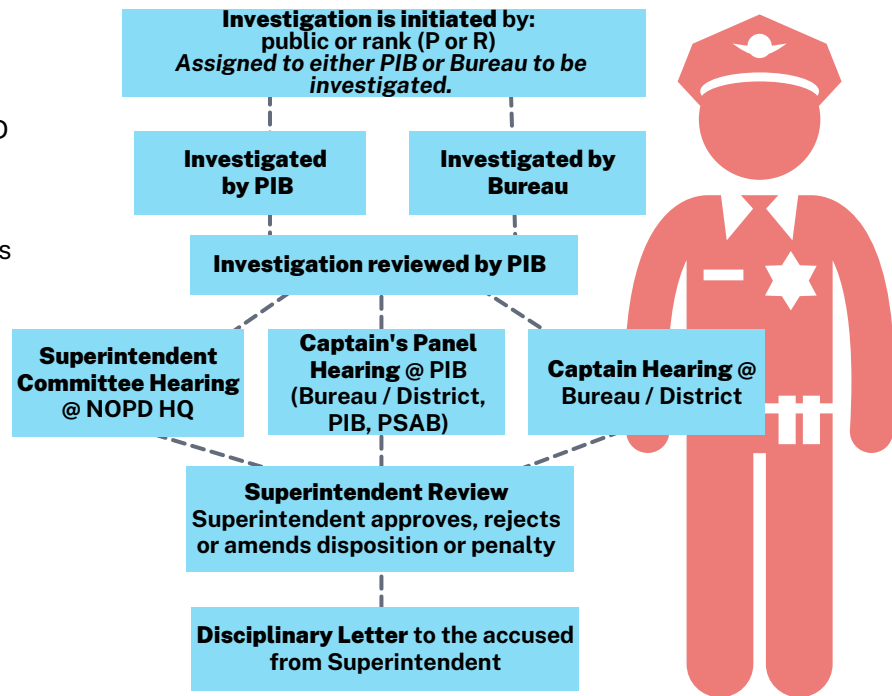 Investigation is initiated by:
public or rank (P or R)
Assigned to either PIB or Bureau to be
investigated.
Investigated
by PIB
Investigated by
Bureau
Investigation reviewed by PIB
Superintendent
Committee Hearing
@ NOPD HQ
Captain's Panel
Hearing @ PIB
(Bureau / District,
PIB, PSAB)
Captain Hearing @
Bureau / District
Superintendent Review
Superintendent approves, rejects
or amends disposition or penalty
Disciplinary Letter to the accused
from Superintendent